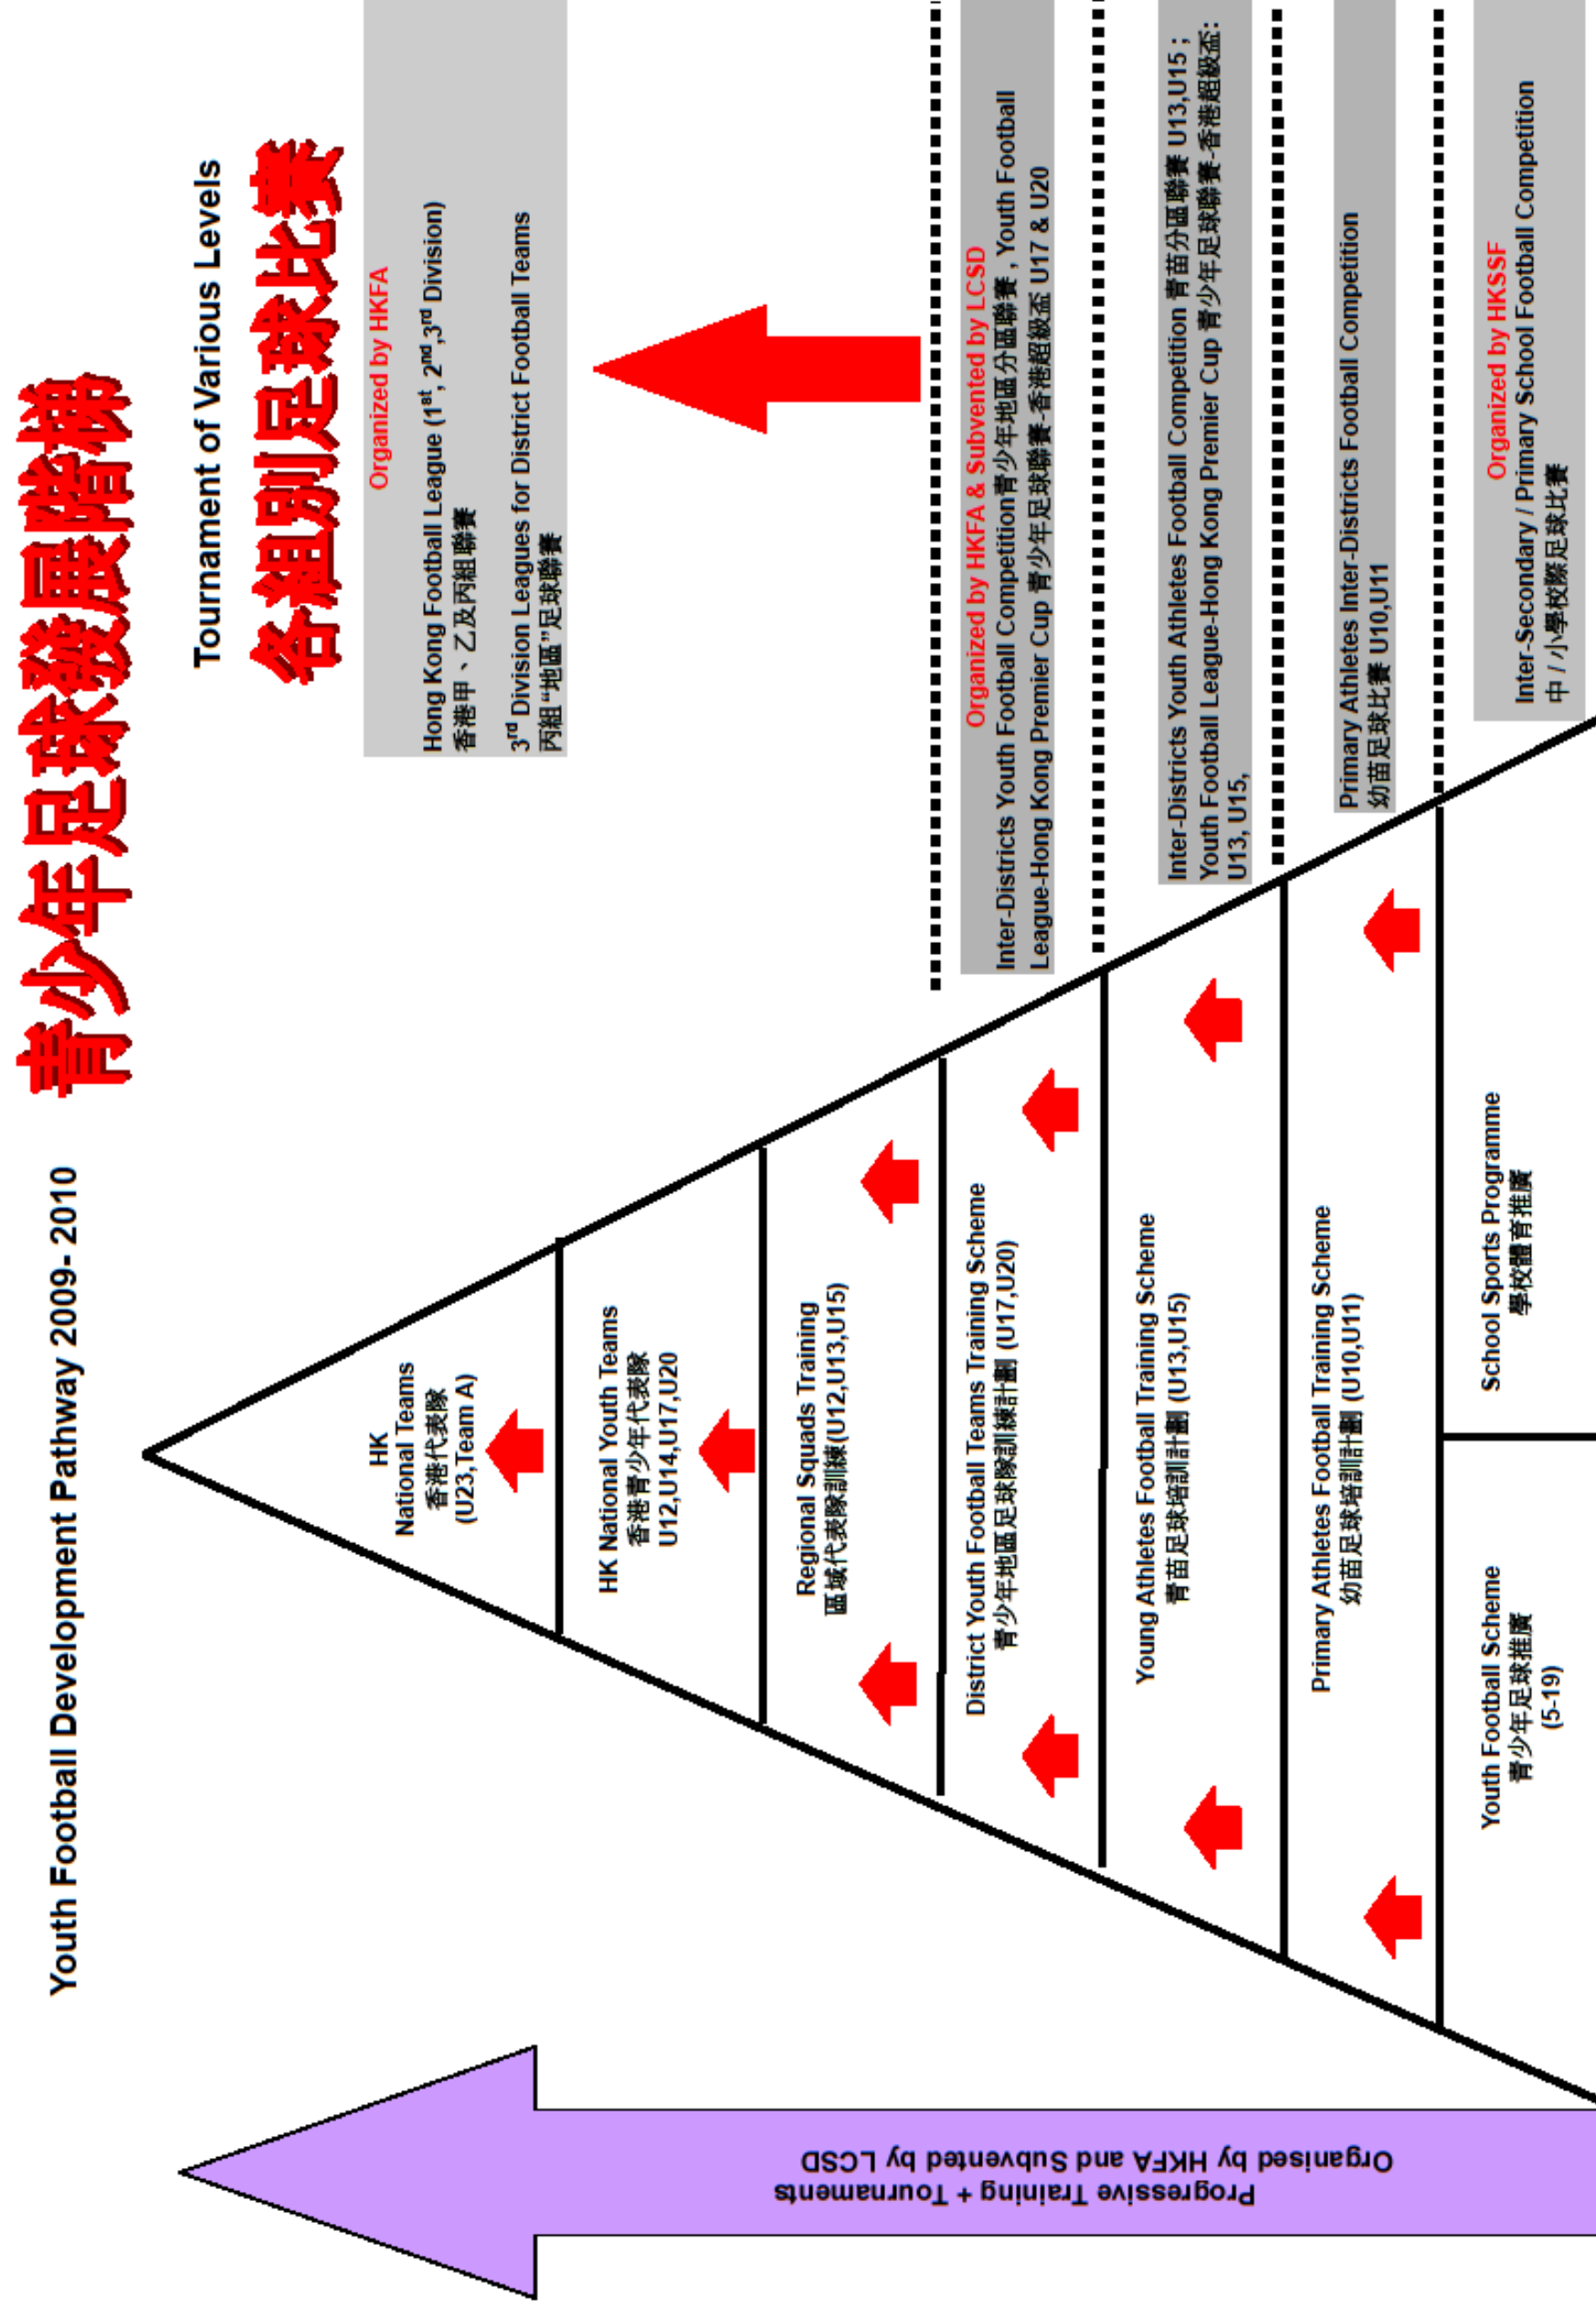 Youth Football Development Pathway 2009- 2010 青少年足球發展階梯
Tournament of Various Levels
各組別足球比賽
Organized by HKFA
Hong Kong Football League (1st, 2nd ,3rd Division)
香港甲、乙及丙組聯賽
3rd Division Leagues for District Football Teams
丙組“地區”足球聯賽
Organized by HKFA & Subvented by LCSD
Inter-Districts Youth Football Competition青少年地區分區聯賽 , Youth Football
League-Hong Kong Premier Cup 青少年足球聯賽-香港超級盃 U17 & U20
Inter-Districts Youth Athletes Football Competition 青苗分區聯賽 U13,U15 ;
Youth Football League-Hong Kong Premier Cup 青少年足球聯賽-香港超級盃:
U13, U15,
Primary Athletes Inter-Districts Football Competition
幼苗足球比賽 U10,U11
Organized by HKSSF
Inter-Secondary / Primary School Football Competition
中 / 小學校際足球比賽
HK
National Teams
香港代表隊
(U23,Team A)
HK National Youth Teams
香港青少年代表隊
U12,U14,U17,U20
Regional Squads Training
區域代表隊訓練(U12,U13,U15)
District Youth Football Teams Training Scheme
青少年地區足球隊訓練計劃 (U17,U20)
Young Athletes Football Training Scheme
青苗足球培訓計劃 (U13,U15)
Primary Athletes Football Training Scheme
幼苗足球培訓計劃 (U10,U11)
Youth Football Scheme
青少年足球推廣
(5-19)
School Sports Programme
學校體育推廣
Progressive Training + Tournaments
Organised by HKFA and Subvented by LCSD